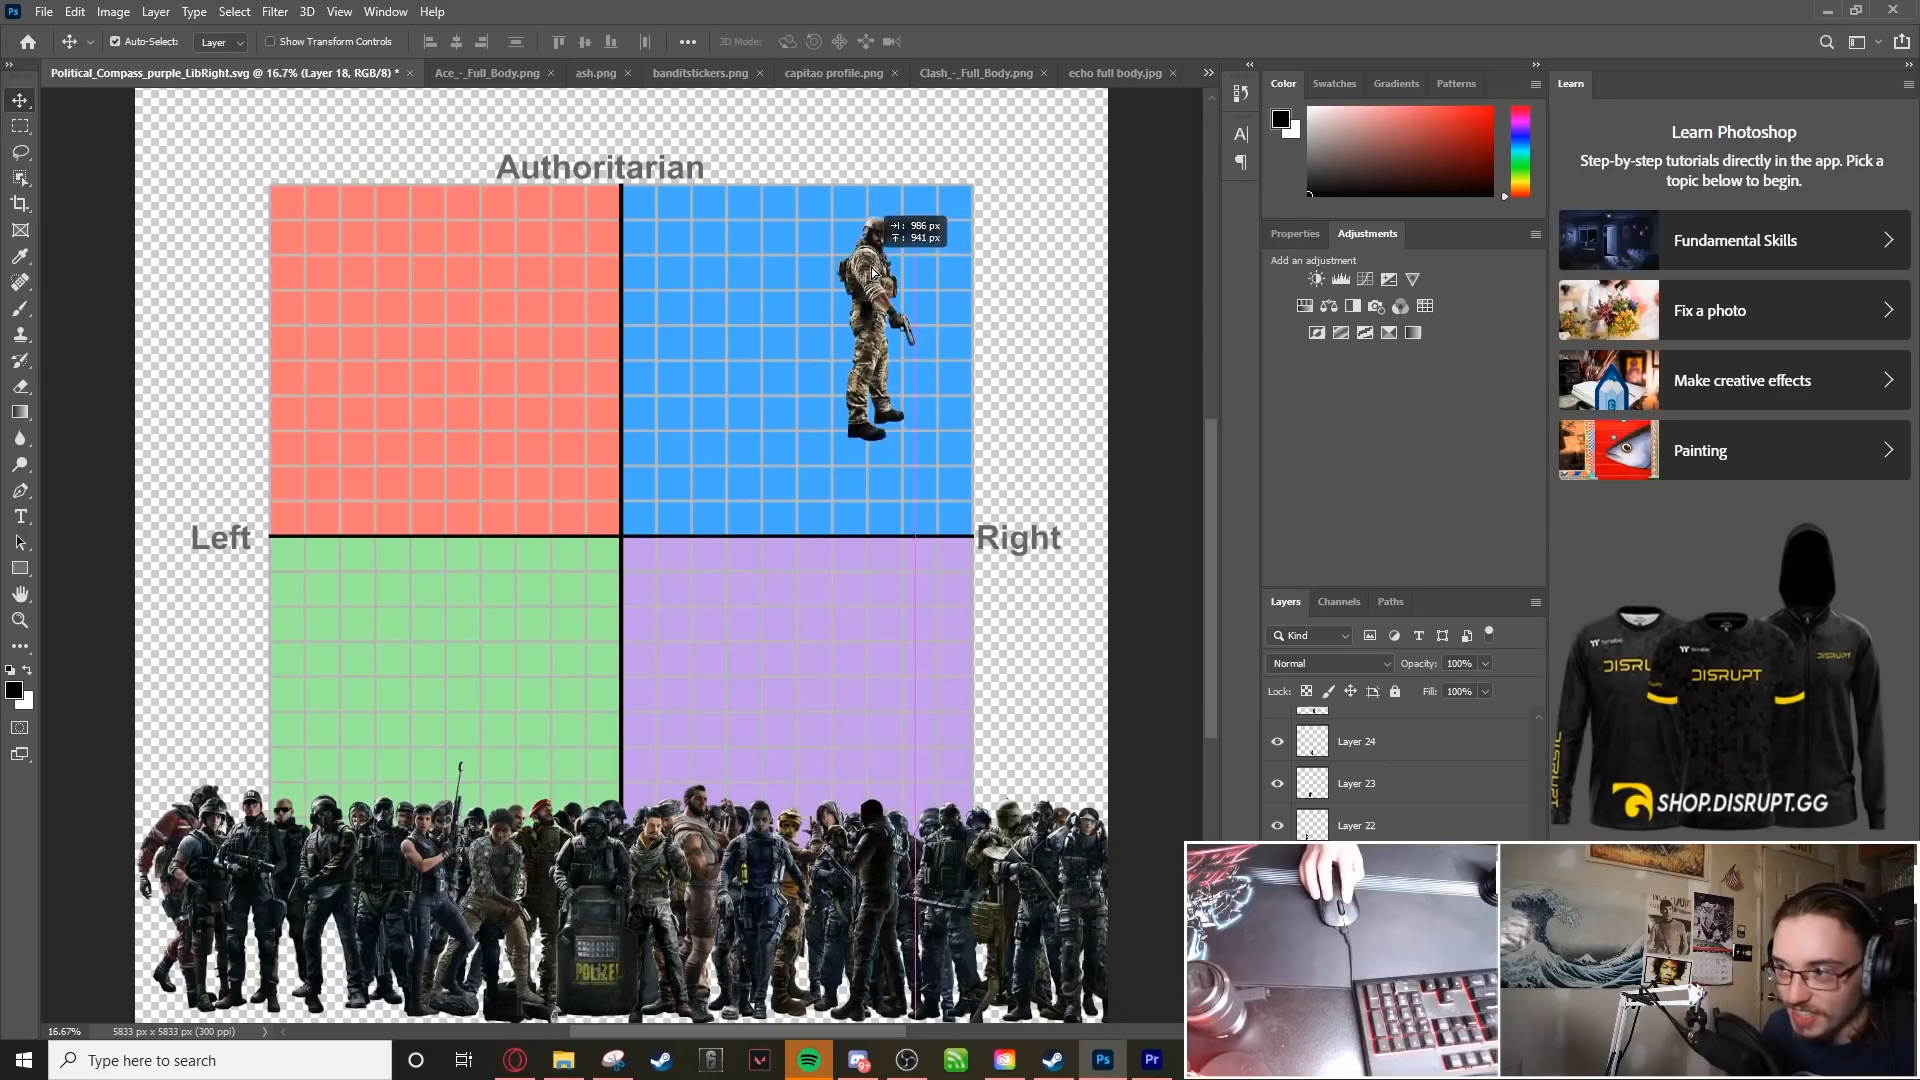 Ps File Edit Image Layer Type Select Filter 3D View Window Help
Auto-Select: Layer Show Transform Controls 3D Mode:
Political_Compass_purple_LibRight.svg @ 16.7% (Layer 18, RGB/8) * Ace_-_Full_Body.png ash.png banditstickers.png capitao profile.png Clash_-_Full_Body.png echo full body.jpg
Color Swatches Gradients Patterns
Learn
Learn Photoshop
Step-by-step tutorials directly in the app. Pick a
topic below to begin.
Fundamental Skills
Fix a photo
Make creative effects
Painting
Properties Adjustments
Add an adjustment
Authoritarian
986 px
941 px
Left
Right
Layers Channels Paths
Kind
Normal Opacity: 100%
Lock: Fill: 100%
Layer 24
Layer 23
Layer 22
DISRUPT
DISRUPT
SHOP.DISRUPT.GG
POLIZEI
16.67% 5833 px x 5833 px (300 ppi)
Type here to search
9+
Ps
Pr